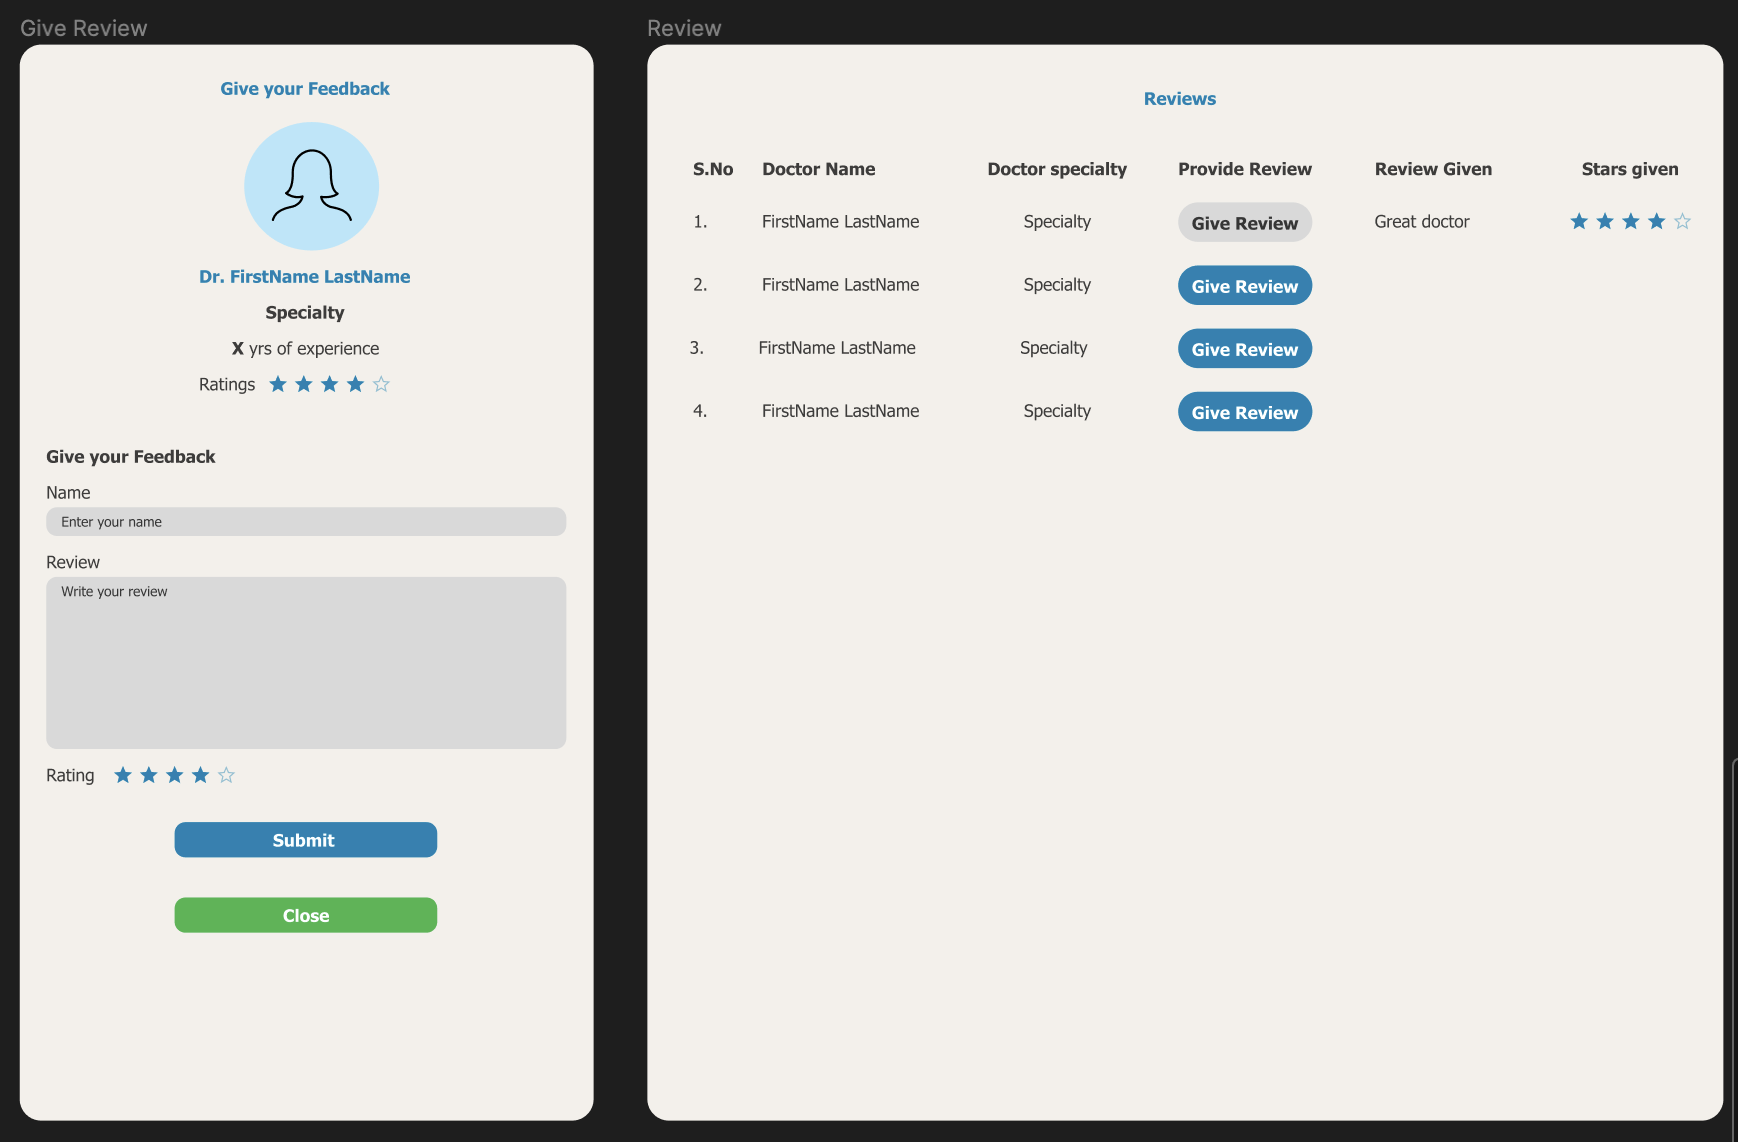 Give Review
Give your Feedback
Dr. FirstName LastName
Specialty
X yrs of experience
Ratings
Give your Feedback
Name
Enter your name
Review
Write your review
Rating
Submit
Close
Review
Reviews
S.No Doctor Name Doctor specialty Provide Review Review Given Stars given
1. FirstName LastName Specialty Give Review Great doctor
2. FirstName LastName Specialty Give Review
3. FirstName LastName Specialty Give Review
4. FirstName LastName Specialty Give Review